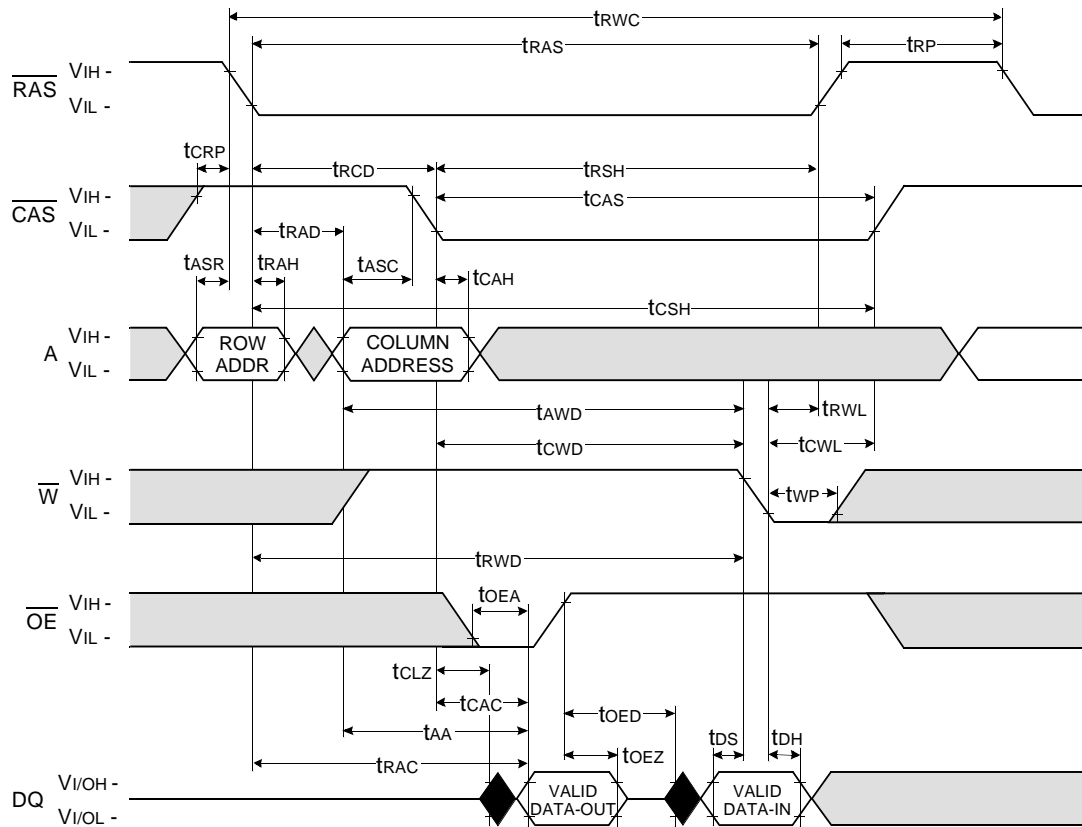 tRWC
tRAS
tRP
RAS
VIH -
VIL -
tCRP
tRCD
tRSH
CAS
VIH -
VIL -
tCAS
tRAD
tASR
tRAH
tASC
tCAH
tCSH
A
VIH -
VIL -
ROW
ADDR
COLUMN
ADDRESS
tAWD
tRWL
tCWD
tCWL
W
VIH -
VIL -
tWP
tRWD
OE
VIH -
VIL -
tOEA
tCLZ
tCAC
tOED
tAA
tOEZ
tDS
tDH
tRAC
DQ
VI/OH -
VI/OL -
VALID
DATA-OUT
VALID
DATA-IN